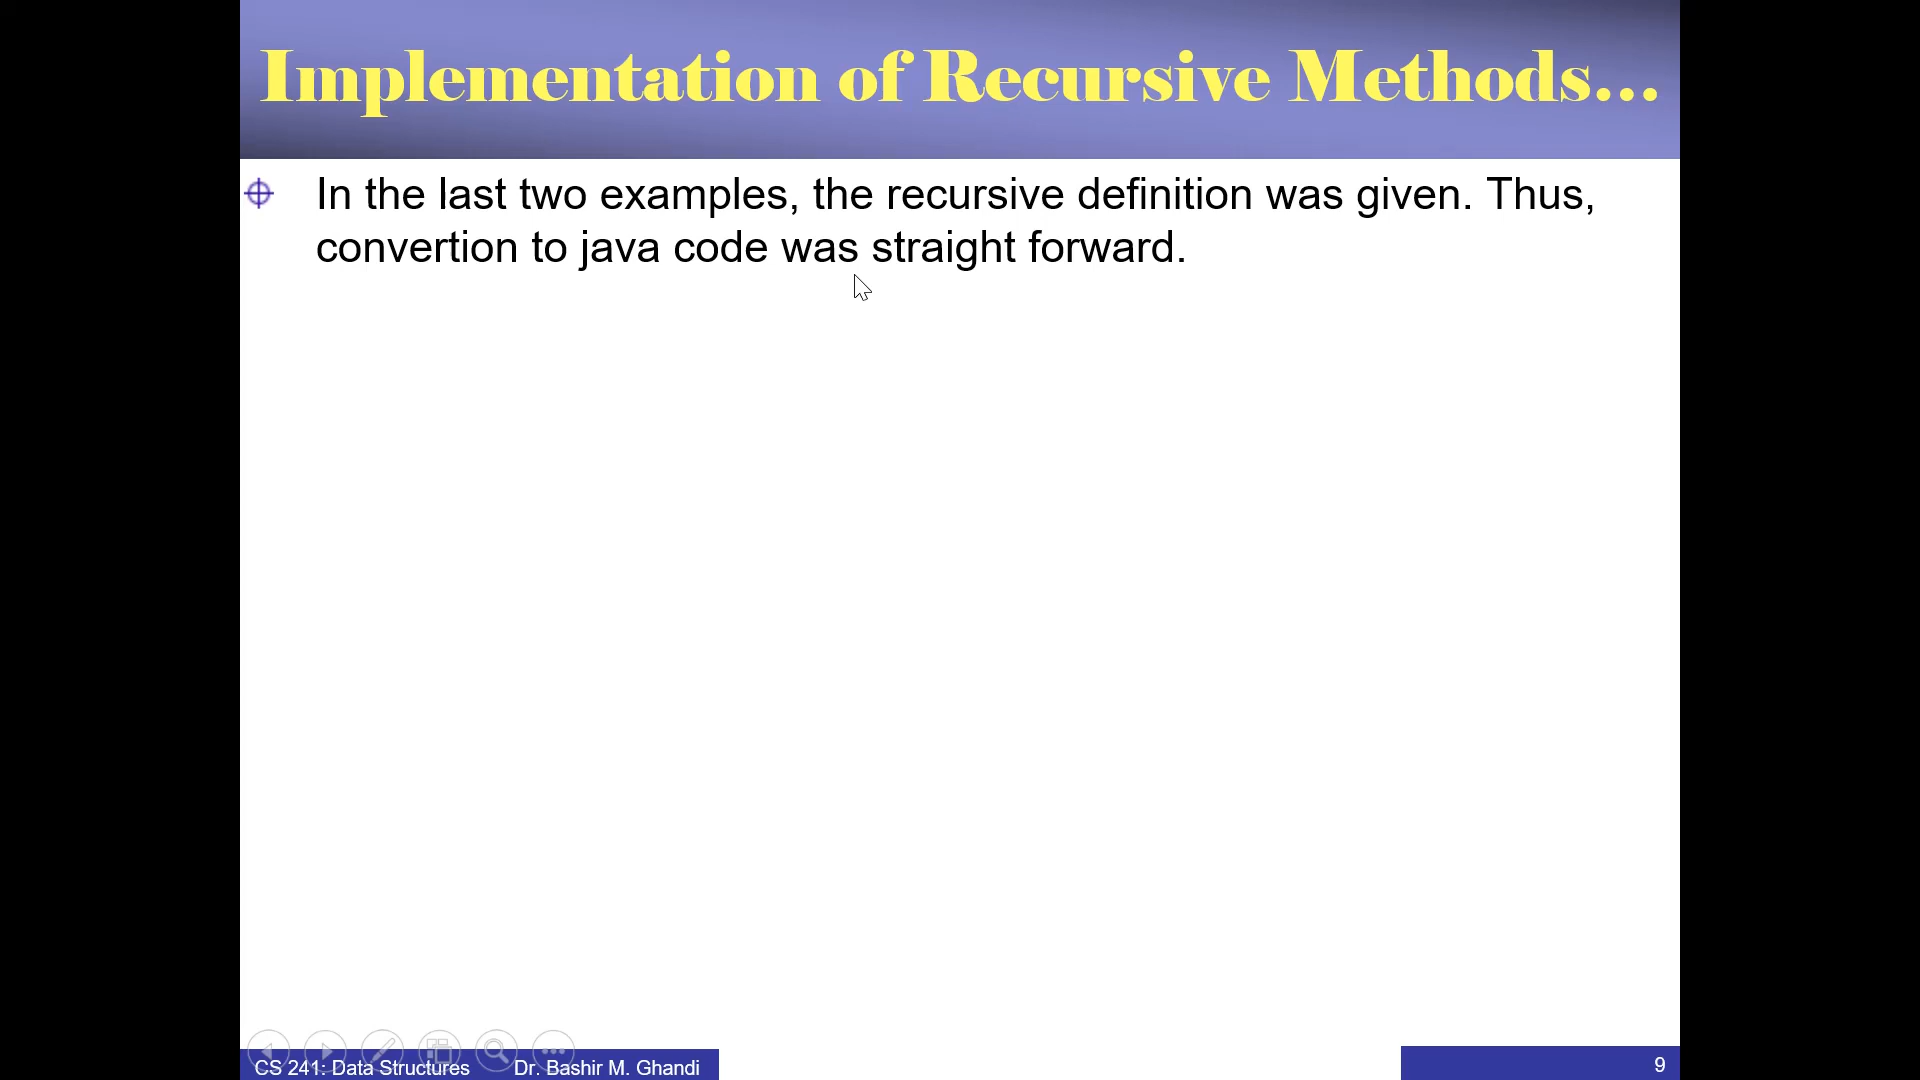 Implementation of Recursive Methods...
In the last two examples, the recursive definition was given. Thus,
convertion to java code was straight forward.
CS 241: Data Structures Dr. Bashir M. Ghandi
9